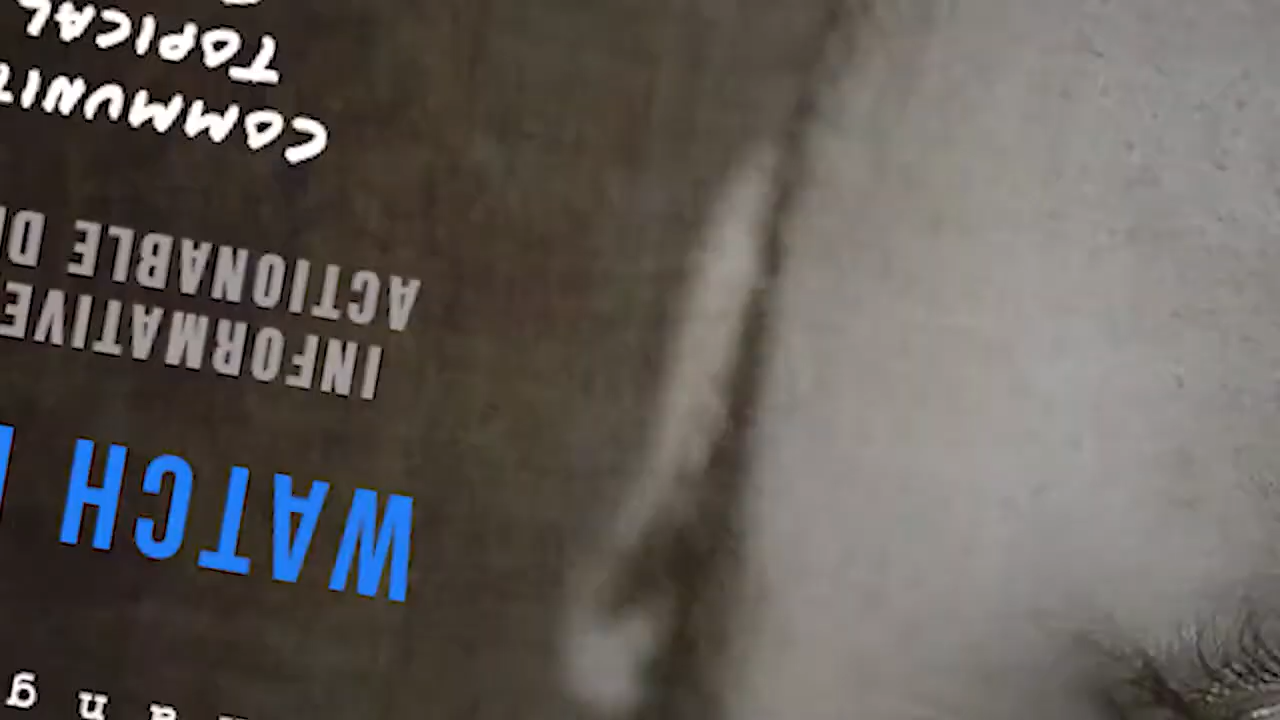 WATCH
INFORMATIVE
ACTIONABLE D
COMMUNIT
TOPICAL